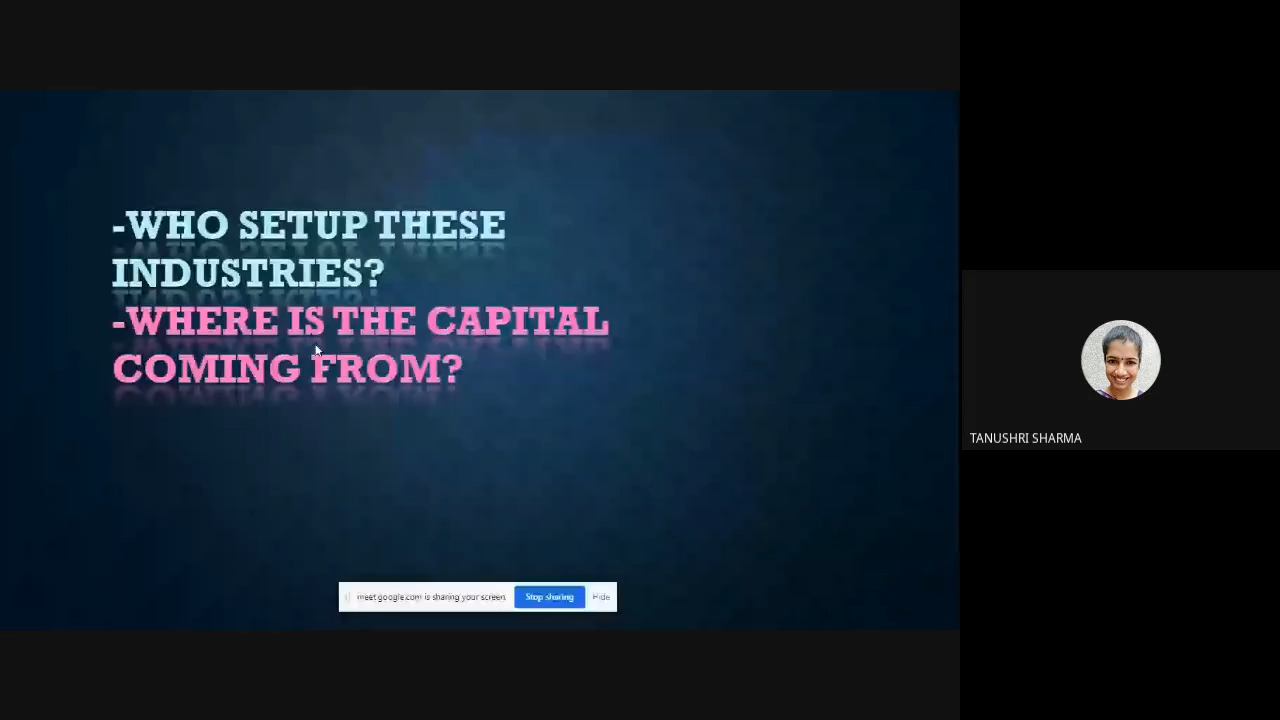 -WHO SETUP THESE
INDUSTRIES?
-WHERE IS THE CAPITAL
COMING FROM?
TANUSHRI SHARMA
meet.google.com is sharing your screen.
Stop sharing
Hide